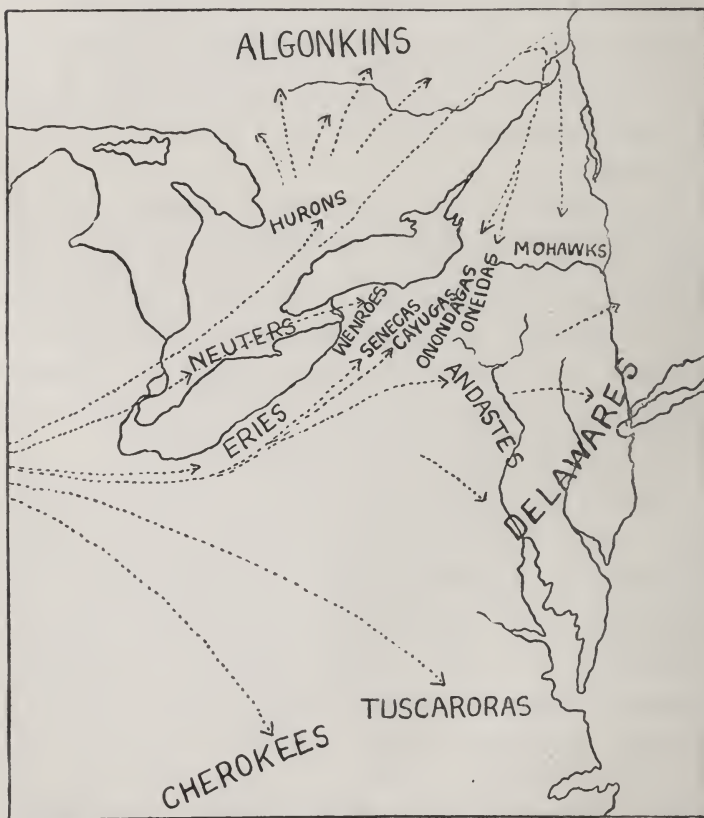 ALGONKINS
HURONS
MOHAWKS
NEUTERS
WENROES
SENECAS
CAYUGAS
ONONDAGAS
ONEIDAS
ERIES
ANDASTES
DELAWARES
TUSCARORAS
CHEROKEES